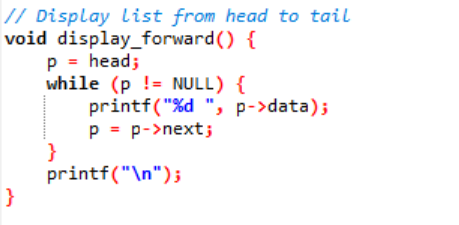 // Display list from head to tail
void display_forward() {
    p = head;
    while (p != NULL) {
        printf("%d ", p->data);
        p = p->next;
    }
    printf("\n");
}